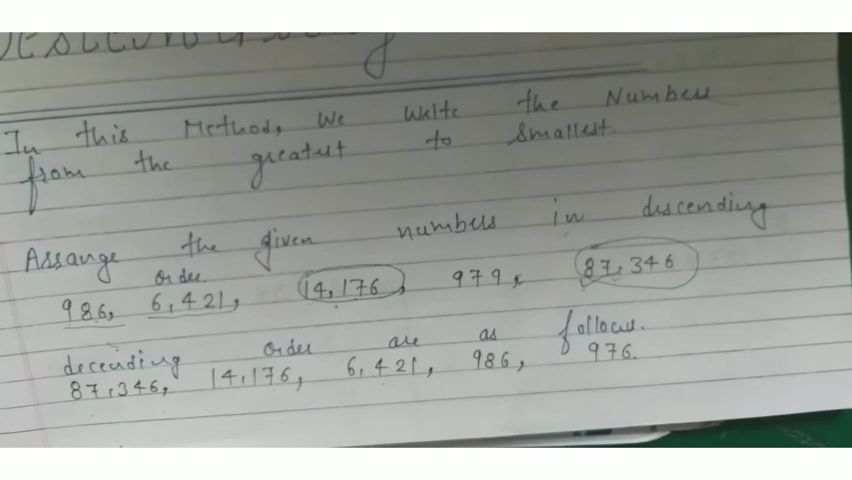 In this Method, We Write the Numbers
from the greatest to smallest.
Arrange the given numbers in descending
order
986, 6,421, 14,176, 979, 87,346
decending order are as follows.
87,346, 14,176, 6,421, 986, 976.